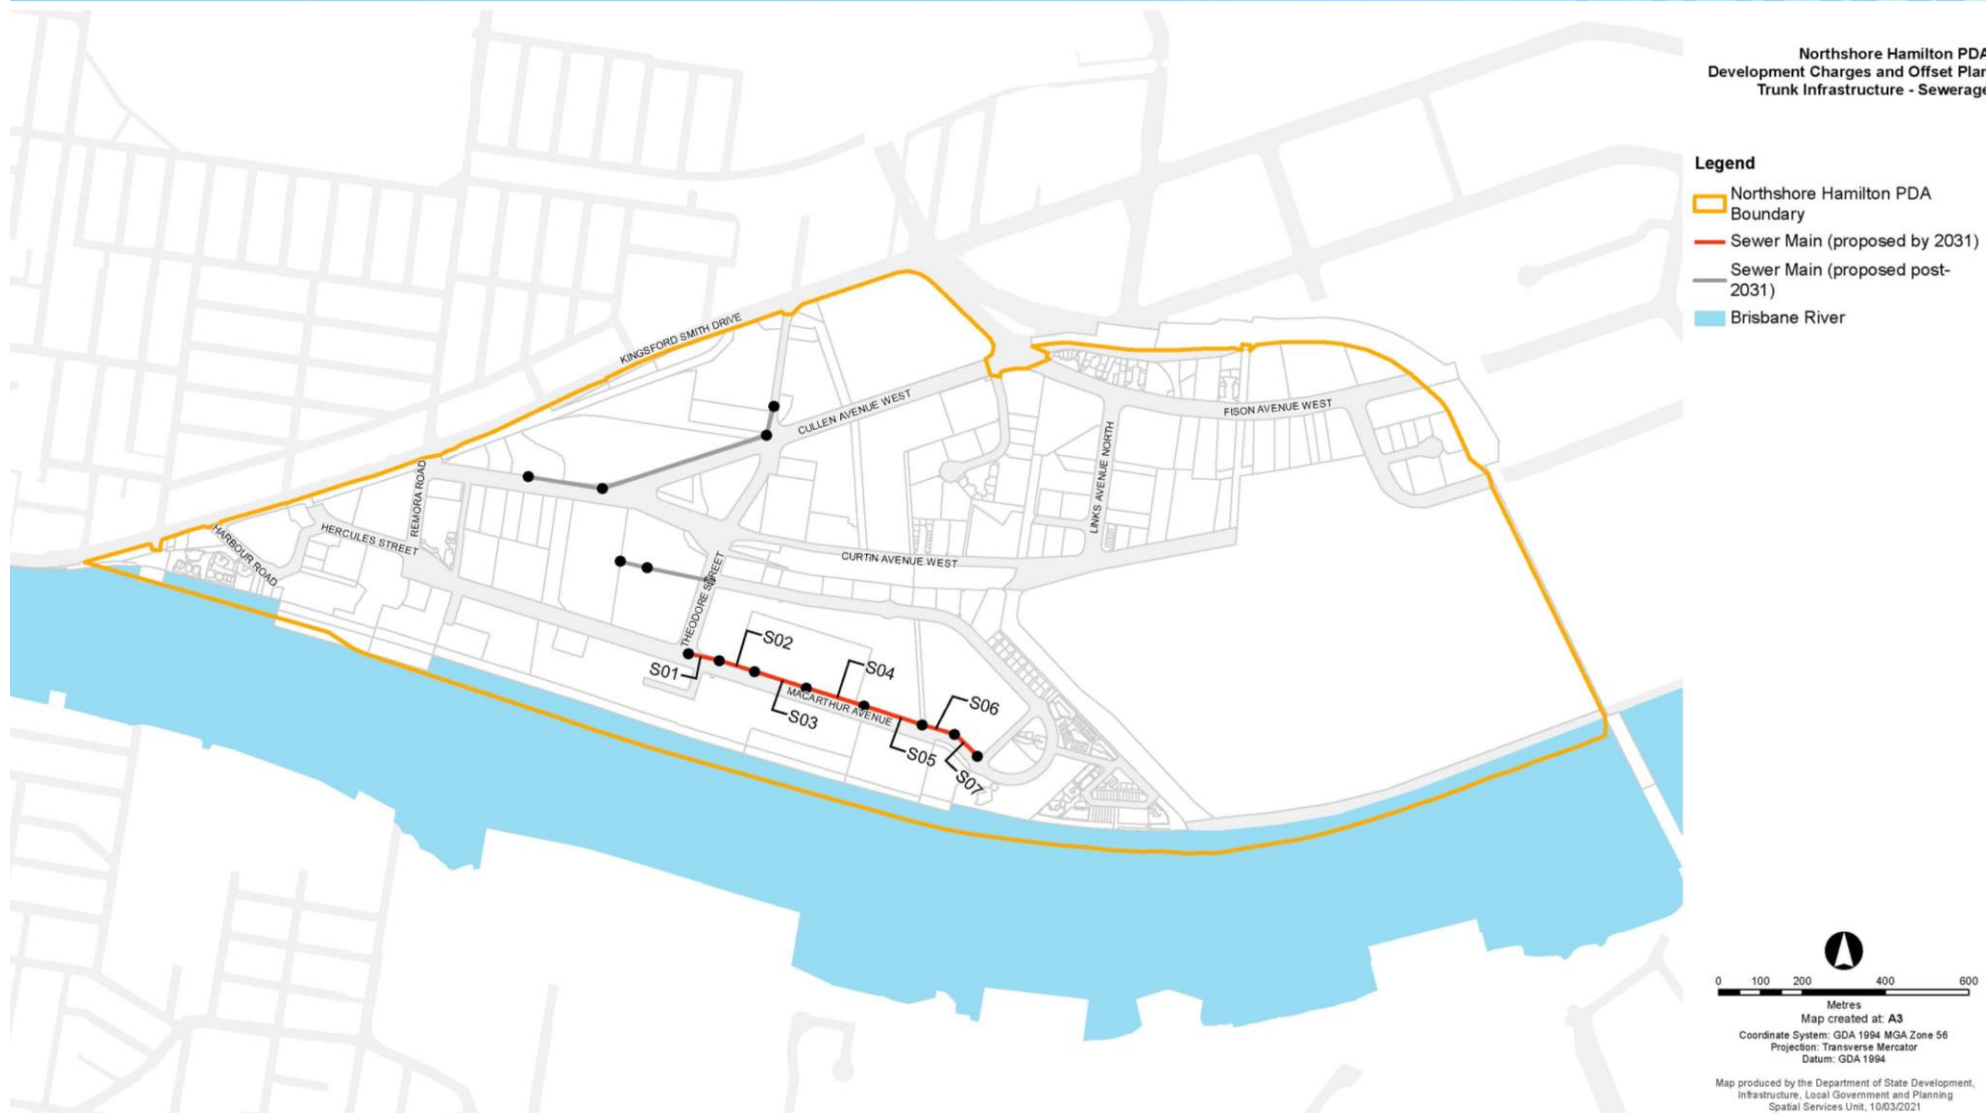 Northshore Hamilton PDA
Development Charges and Offset Plan
Trunk Infrastructure - Sewerage
Legend
Northshore Hamilton PDA
Boundary
Sewer Main (proposed by 2031)
Sewer Main (proposed post-
2031)
Brisbane River
KINGSFORD SMITH DRIVE
CULLEN AVENUE WEST
FISON AVENUE WEST
LINKS AVENUE NORTH
REMORA ROAD
HERCULES STREET
HARBOUR ROAD
CURTIN AVENUE WEST
THEODORE STREET
S02
S01
S04
MACARTHUR AVENUE
S03
S06
S05
S07
0 100 200 400 600
Metres
Map created at: A3
Coordinate System: GDA 1994 MGA Zone 56
Projection: Transverse Mercator
Datum: GDA 1994
Map produced by the Department of State Development,
Infrastructure, Local Government and Planning
Spatial Services Unit, 10/03/2021